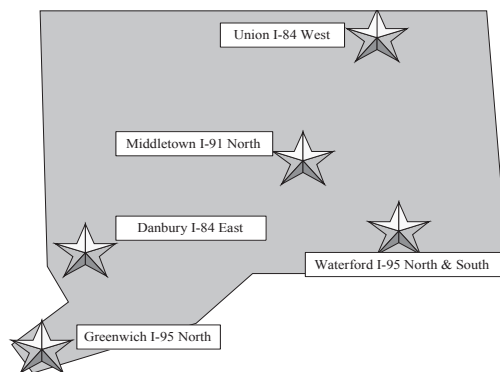 Union I-84 West
Middletown I-91 North
Danbury I-84 East
Waterford I-95 North & South
Greenwich I-95 North